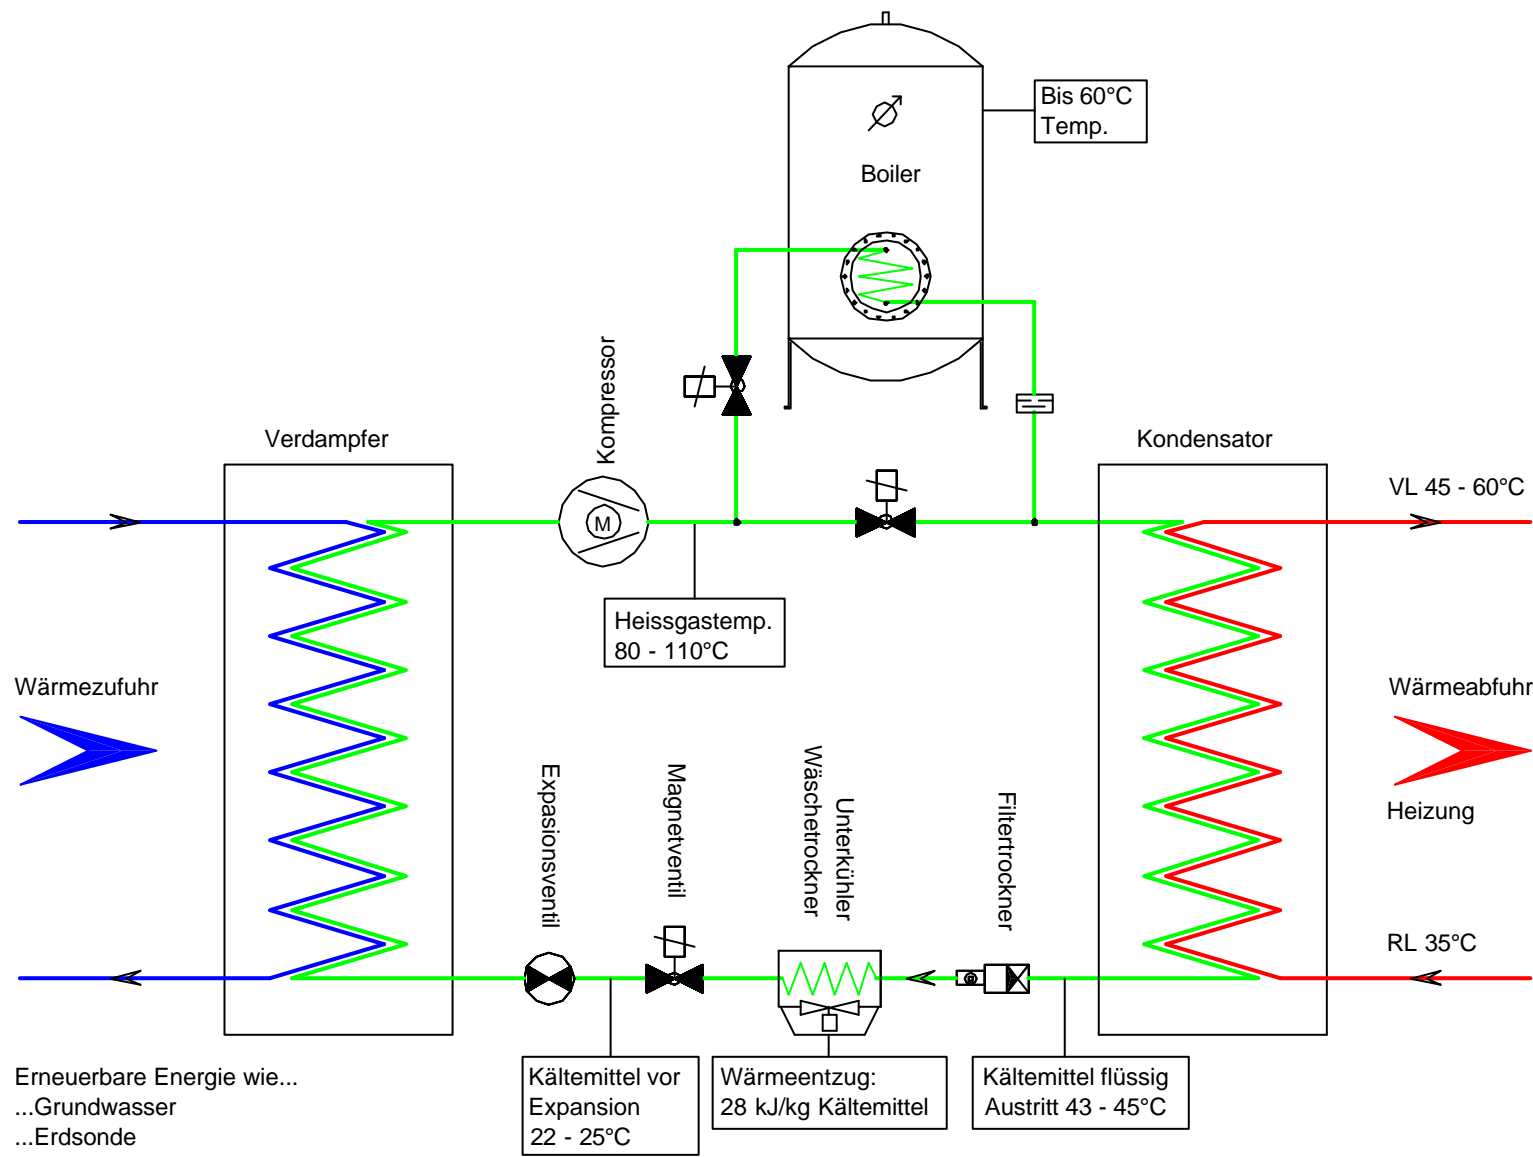 Bis 60°C
Temp.
Boiler
Kompressor
Verdampfer
Kondensator
VL 45 - 60°C
M
Heissgastemp.
80 - 110°C
Wärmezufuhr
Wärmeabfuhr
Heizung
Expasionsventil
Magnetventil
Unterkühler
Wäschetrockner
Filtertrockner
RL 35°C
Erneuerbare Energie wie...
...Grundwasser
...Erdsonde
Kältemittel vor
Expansion
22 - 25°C
Wärmeentzug:
28 kJ/kg Kältemittel
Kältemittel flüssig
Austritt 43 - 45°C